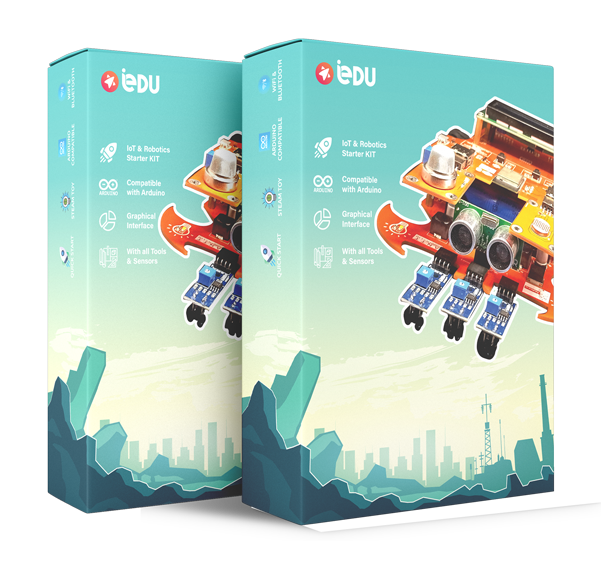 iEDU
IoT & Robotics
Starter KIT
ARDUINO
Compatible
with Arduino
Graphical
Interface
With all Tools
& Sensors
WIFI &
BLUETOOTH
ARDUINO
COMPATIBLE
STEAM TOY
QUICK START
iEDU
IoT & Robotics
Starter KIT
ARDUINO
Compatible
with Arduino
Graphical
Interface
With all Tools
& Sensors
WIFI &
BLUETOOTH
ARDUINO
COMPATIBLE
STEAM TOY
QUICK START